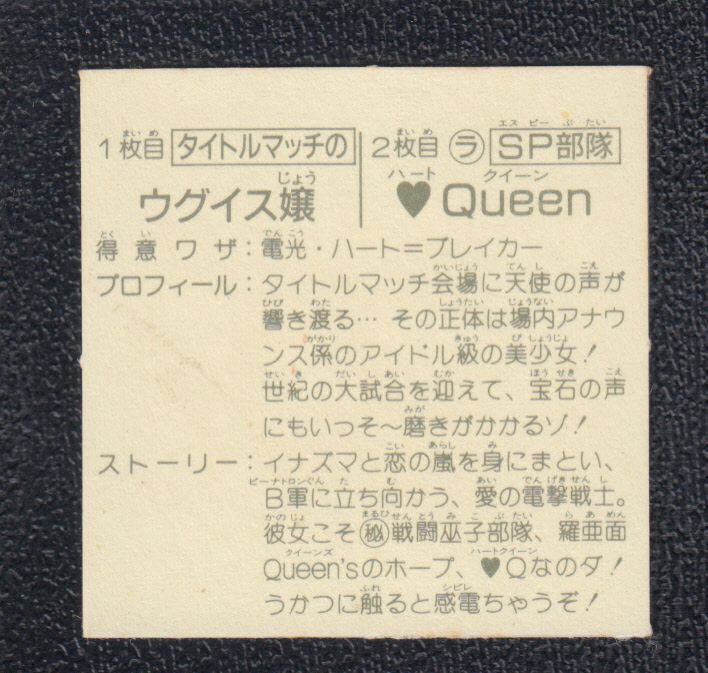 1枚目 タイトルマッチの
ウグイス嬢
2枚目 ㋶ SP部隊
♥Queen
得意ワザ:電光・ハート=ブレイカー
プロフィール:タイトルマッチ会場に天使の声が
響き渡る… その正体は場内アナウ
ンス係のアイドル級の美少女!
世紀の大試合を迎えて、宝石の声
にもいっそ〜磨きがかかるゾ!
ストーリー:イナズマと恋の嵐を身にまとい、
B軍に立ち向かう、愛の電撃戦士。
彼女こそ㊙戦闘巫子部隊、羅亜面
Queen'sのホープ、♥Qなのダ!
うかつに触ると感電ちゃうぞ!